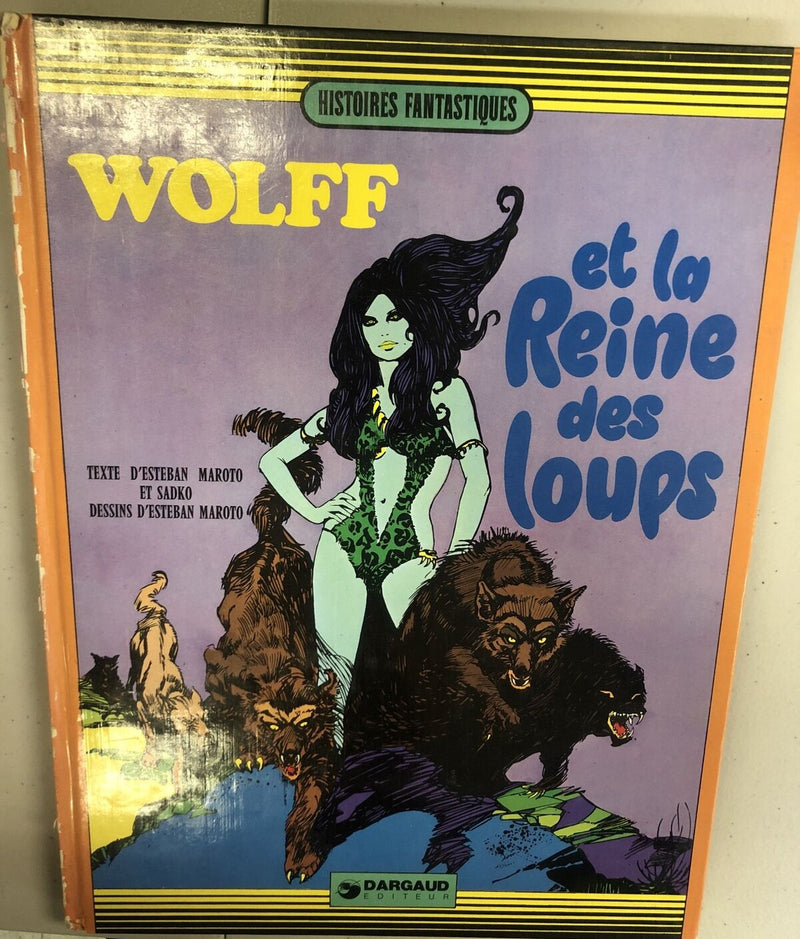 HISTOIRES FANTASTIQUES
WOLFF
et la
Reine
des
loups
TEXTE D'ESTEBAN MAROTO
ET SADKO
DESSINS D'ESTEBAN MAROTO
DARGAUD
EDITEUR